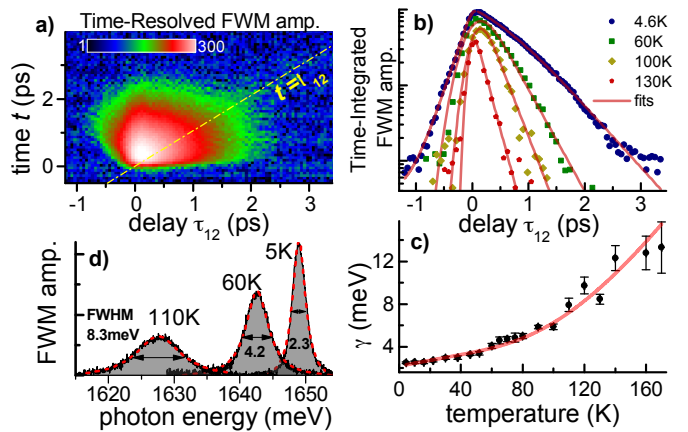 Time-Resolved FWM amp.
a)
1 300
t=τ12
time t (ps)
2
0
-1 0 1 2 3
delay τ12 (ps)
b)
4.6K
60K
100K
130K
fits
Time-Integrated
FWM amp.
-1 0 1 2 3
delay τ12 (ps)
d)
5K
60K
110K
FWHM
8.3meV
4.2
2.3
FWM amp.
1620 1630 1640 1650
photon energy (meV)
c)
γ (meV)
12
8
4
0 40 80 120 160
temperature (K)